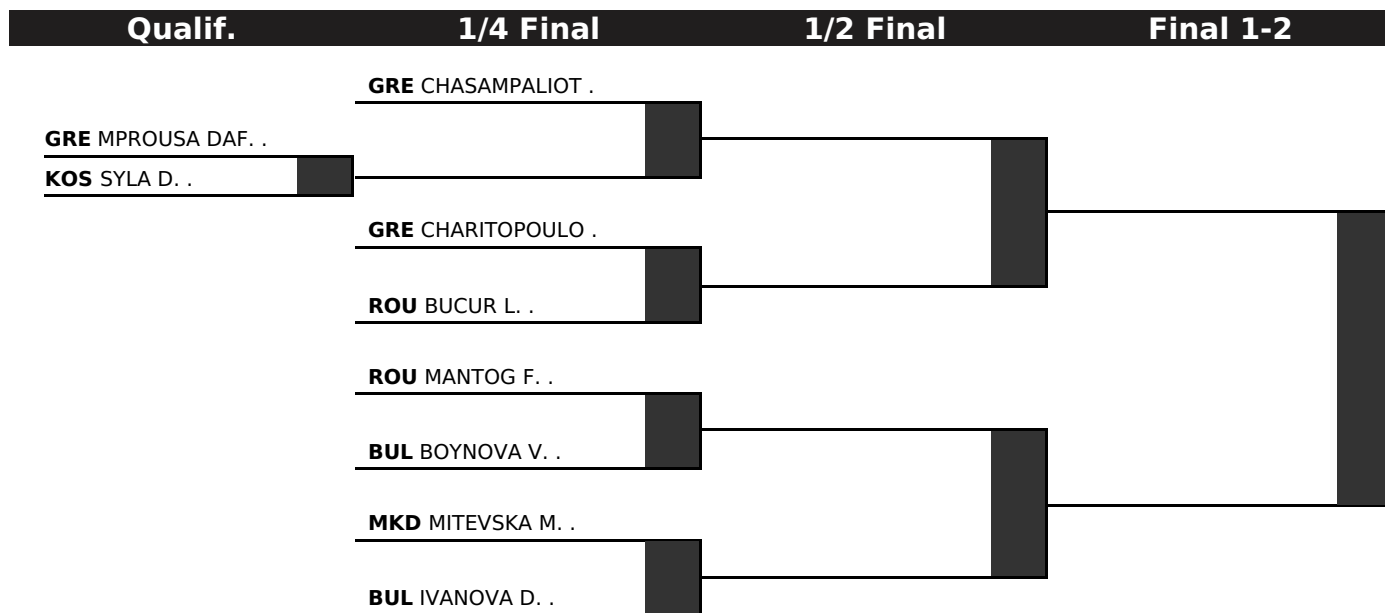 Qualif. 1/4 Final 1/2 Final Final 1-2
GRE CHASAMPALIOT .
GRE MPROUSA DAF. .
KOS SYLA D. .
GRE CHARITOPOULO .
ROU BUCUR L. .
ROU MANTOG F. .
BUL BOYNOVA V. .
MKD MITEVSKA M. .
BUL IVANOVA D. .